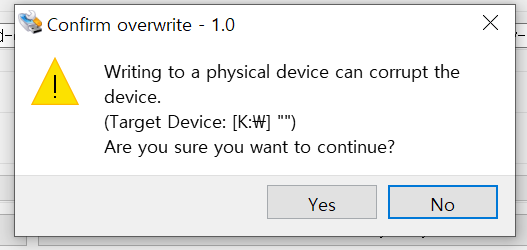 Confirm overwrite - 1.0
Writing to a physical device can corrupt the
device.
(Target Device: [K:₩] "")
Are you sure you want to continue?
Yes
No